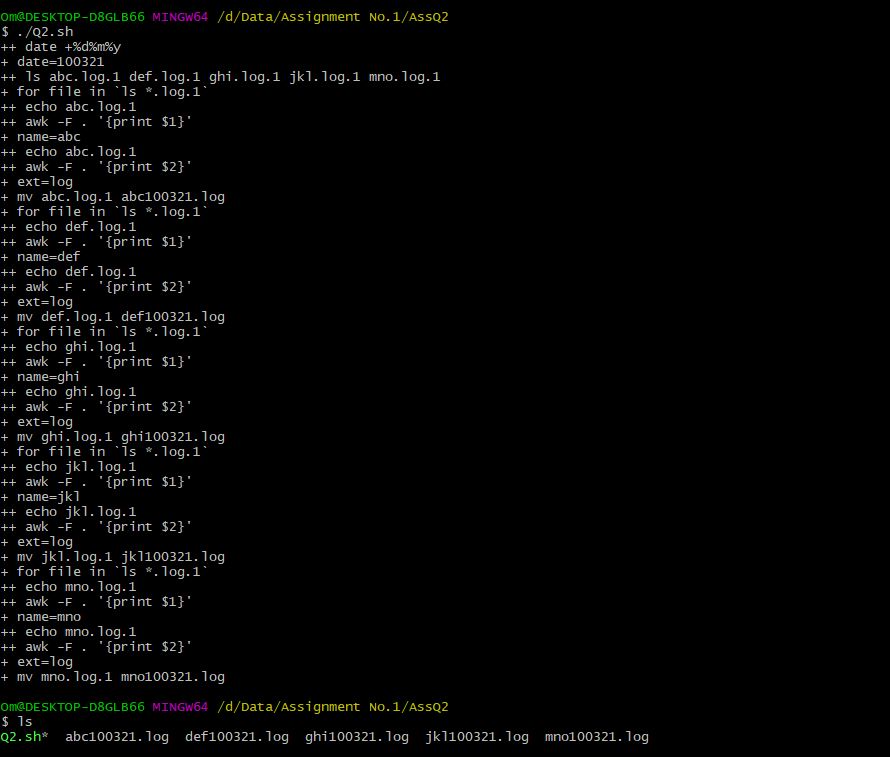 Om@DESKTOP-D8GLB66 MINGW64 /d/Data/Assignment No.1/AssQ2
$ ./Q2.sh
++ date +%d%m%y
+ date=100321
++ ls abc.log.1 def.log.1 ghi.log.1 jkl.log.1 mno.log.1
+ for file in `ls *.log.1`
++ echo abc.log.1
++ awk -F . '{print $1}'
+ name=abc
++ echo abc.log.1
++ awk -F . '{print $2}'
+ ext=log
+ mv abc.log.1 abc100321.log
+ for file in `ls *.log.1`
++ echo def.log.1
++ awk -F . '{print $1}'
+ name=def
++ echo def.log.1
++ awk -F . '{print $2}'
+ ext=log
+ mv def.log.1 def100321.log
+ for file in `ls *.log.1`
++ echo ghi.log.1
++ awk -F . '{print $1}'
+ name=ghi
++ echo ghi.log.1
++ awk -F . '{print $2}'
+ ext=log
+ mv ghi.log.1 ghi100321.log
+ for file in `ls *.log.1`
++ echo jkl.log.1
++ awk -F . '{print $1}'
+ name=jkl
++ echo jkl.log.1
++ awk -F . '{print $2}'
+ ext=log
+ mv jkl.log.1 jkl100321.log
+ for file in `ls *.log.1`
++ echo mno.log.1
++ awk -F . '{print $1}'
+ name=mno
++ echo mno.log.1
++ awk -F . '{print $2}'
+ ext=log
+ mv mno.log.1 mno100321.log
Om@DESKTOP-D8GLB66 MINGW64 /d/Data/Assignment No.1/AssQ2
$ ls
Q2.sh*  abc100321.log  def100321.log  ghi100321.log  jkl100321.log  mno100321.log